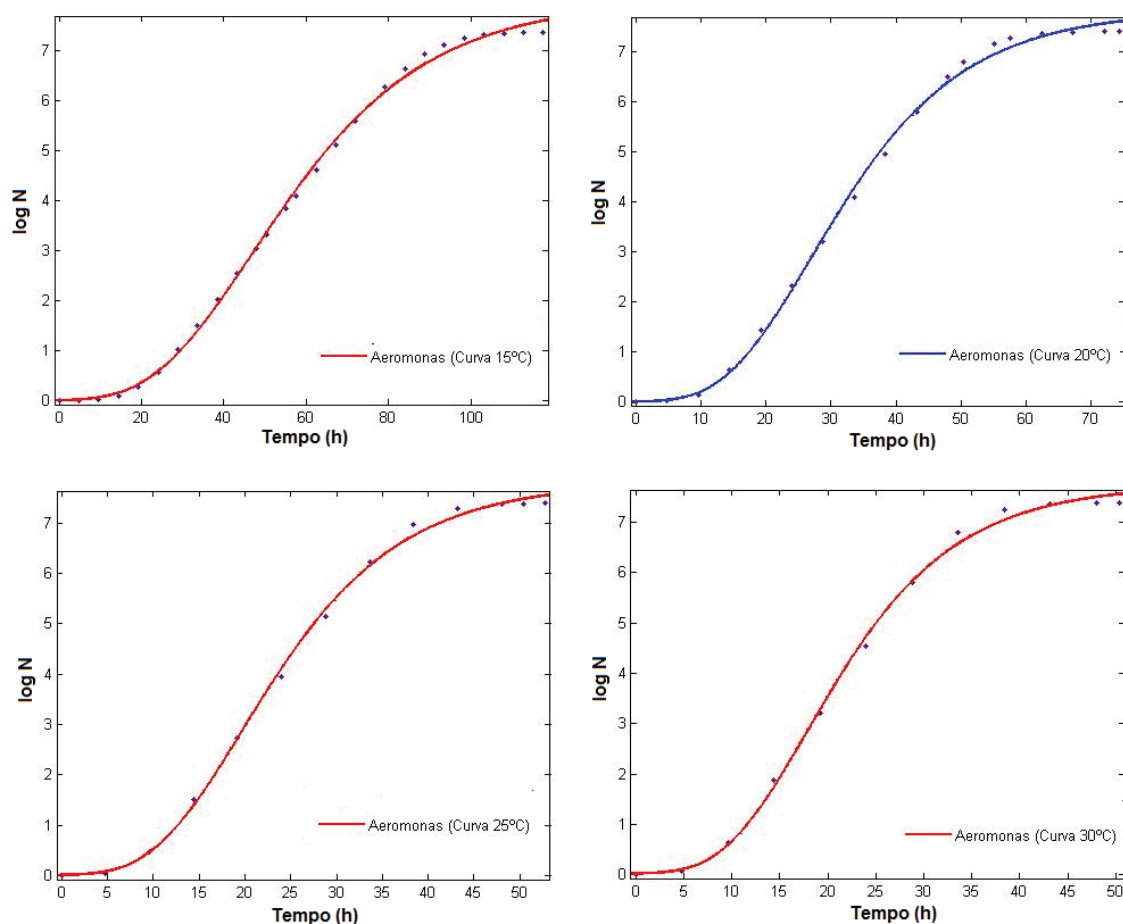 7
6
5
4
3
2
1
0
log N
Aeromonas (Curva 15ºC)
0 20 40 60 80 100
Tempo (h)
7
6
5
4
3
2
1
0
log N
Aeromonas (Curva 20ºC)
0 10 20 30 40 50 60 70
Tempo (h)
7
6
5
4
3
2
1
0
log N
Aeromonas (Curva 25ºC)
0 5 10 15 20 25 30 35 40 45 50
Tempo (h)
7
6
5
4
3
2
1
0
log N
Aeromonas (Curva 30ºC)
0 5 10 15 20 25 30 35 40 45 50
Tempo (h)